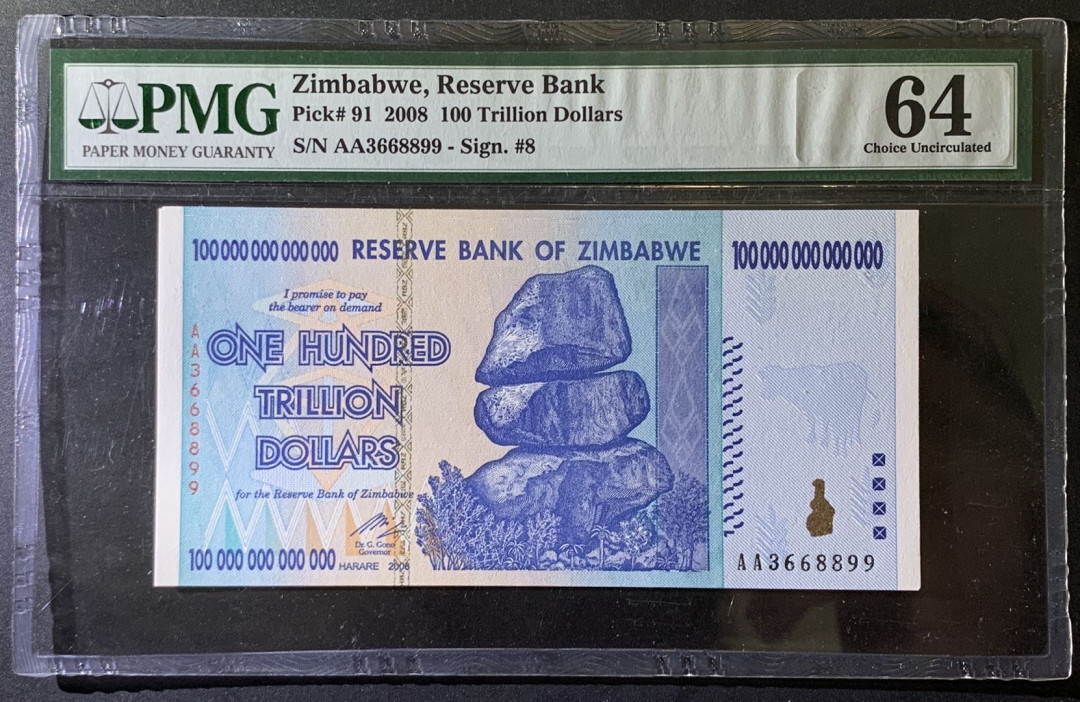 PMG
PAPER MONEY GUARANTY
Zimbabwe, Reserve Bank
Pick# 91 2008 100 Trillion Dollars
S/N AA3668899 - Sign. #8
64
Choice Uncirculated
100 000 000 000 000 RESERVE BANK OF ZIMBABWE 100 000 000 000 000
I promise to pay
the bearer on demand
ONE HUNDRED
TRILLION
DOLLARS
AA3668899
for the Reserve Bank of Zimbabwe
Dr. G. Gono
Governor
100 000 000 000 000 HARARE 2008
AA3668899